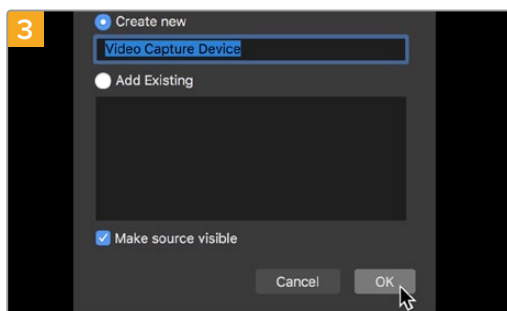 3
Create new
Video Capture Device
Add Existing
Make source visible
Cancel
OK